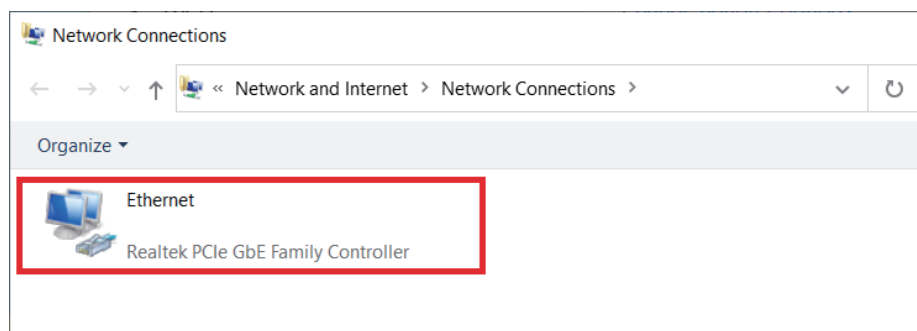 Network Connections
« Network and Internet > Network Connections >
Organize
Ethernet
Realtek PCIe GbE Family Controller